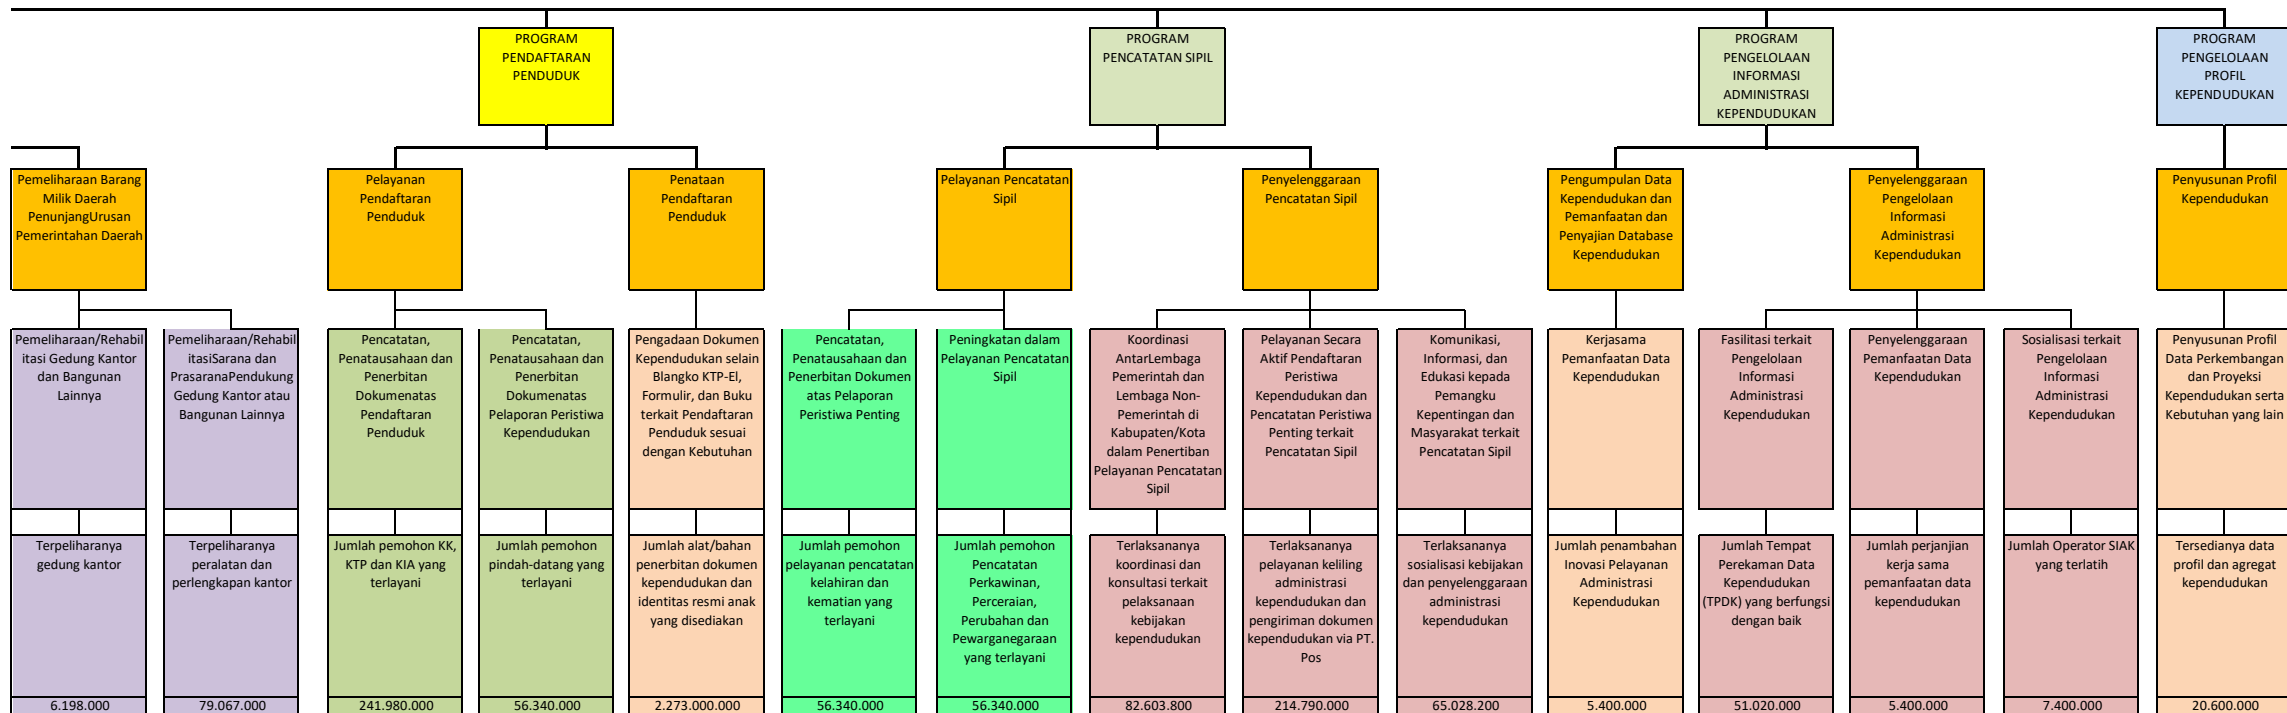 PROGRAM
PENDAFTARAN
PENDUDUK
PROGRAM
PENCATATAN SIPIL
PROGRAM
PENGELOLAAN
INFORMASI
ADMINISTRASI
KEPENDUDUKAN
PROGRAM
PENGELOLAAN
PROFIL
KEPENDUDUKAN
Pemeliharaan Barang
Milik Daerah
PenunjangUrusan
Pemerintahan Daerah
Pelayanan
Pendaftaran
Penduduk
Penataan
Pendaftaran
Penduduk
Pelayanan Pencatatan
Sipil
Penyelenggaraan
Pencatatan Sipil
Pengumpulan Data
Kependudukan dan
Pemanfaatan dan
Penyajian Database
Kependudukan
Penyelenggaraan
Pengelolaan
Informasi
Administrasi
Kependudukan
Penyusunan Profil
Kependudukan
Pemeliharaan/Rehabil
itasi Gedung Kantor
dan Bangunan
Lainnya
Pemeliharaan/Rehabil
itasiSarana dan
PrasaranaPendukung
Gedung Kantor atau
Bangunan Lainnya
Pencatatan,
Penatausahaan dan
Penerbitan
Dokumenatas
Pendaftaran
Penduduk
Pencatatan,
Penatausahaan dan
Penerbitan
Dokumenatas
Pelaporan Peristiwa
Kependudukan
Pengadaan Dokumen
Kependudukan selain
Blangko KTP-El,
Formulir, dan Buku
terkait Pendaftaran
Penduduk sesuai
dengan Kebutuhan
Pencatatan,
Penatausahaan dan
Penerbitan Dokumen
atas Pelaporan
Peristiwa Penting
Peningkatan dalam
Pelayanan Pencatatan
Sipil
Koordinasi
AntarLembaga
Pemerintah dan
Lembaga Non-
Pemerintah di
Kabupaten/Kota
dalam Penertiban
Pelayanan Pencatatan
Sipil
Pelayanan Secara
Aktif Pendaftaran
Peristiwa
Kependudukan dan
Pencatatan Peristiwa
Penting terkait
Pencatatan Sipil
Komunikasi,
Informasi, dan
Edukasi kepada
Pemangku
Kepentingan dan
Masyarakat terkait
Pencatatan Sipil
Kerjasama
Pemanfaatan Data
Kependudukan
Fasilitasi terkait
Pengelolaan
Informasi
Administrasi
Kependudukan
Penyelenggaraan
Pemanfaatan Data
Kependudukan
Sosialisasi terkait
Pengelolaan
Informasi
Administrasi
Kependudukan
Penyusunan Profil
Data Perkembangan
dan Proyeksi
Kependudukan serta
Kebutuhan yang lain
Terpeliharanya
gedung kantor
Terpeliharanya
peralatan dan
perlengkapan kantor
Jumlah pemohon KK,
KTP dan KIA yang
terlayani
Jumlah pemohon
pindah-datang yang
terlayani
Jumlah alat/bahan
penerbitan dokumen
kependudukan dan
identitas resmi anak
yang disediakan
Jumlah pemohon
pelayanan pencatatan
kelahiran dan
kematian yang
terlayani
Jumlah pemohon
Pencatatan
Perkawinan,
Perceraian,
Perubahan dan
Pewarganegaraan
yang terlayani
Terlaksananya
koordinasi dan
konsultasi terkait
pelaksanaan
kebijakan
kependudukan
Terlaksananya
pelayanan keliling
administrasi
kependudukan dan
pengiriman dokumen
kependudukan via PT.
Pos
Terlaksananya
sosialisasi kebijakan
dan penyelenggaraan
administrasi
kependudukan
Jumlah penambahan
Inovasi Pelayanan
Administrasi
Kependudukan
Jumlah Tempat
Perekaman Data
Kependudukan
(TPDK) yang berfungsi
dengan baik
Jumlah perjanjian
kerja sama
pemanfaatan data
kependudukan
Jumlah Operator SIAK
yang terlatih
Tersedianya data
profil dan agregat
kependudukan
6.198.000
79.067.000
241.980.000
56.340.000
2.273.000.000
56.340.000
56.340.000
82.603.800
214.790.000
65.028.200
5.400.000
51.020.000
5.400.000
7.400.000
20.600.000